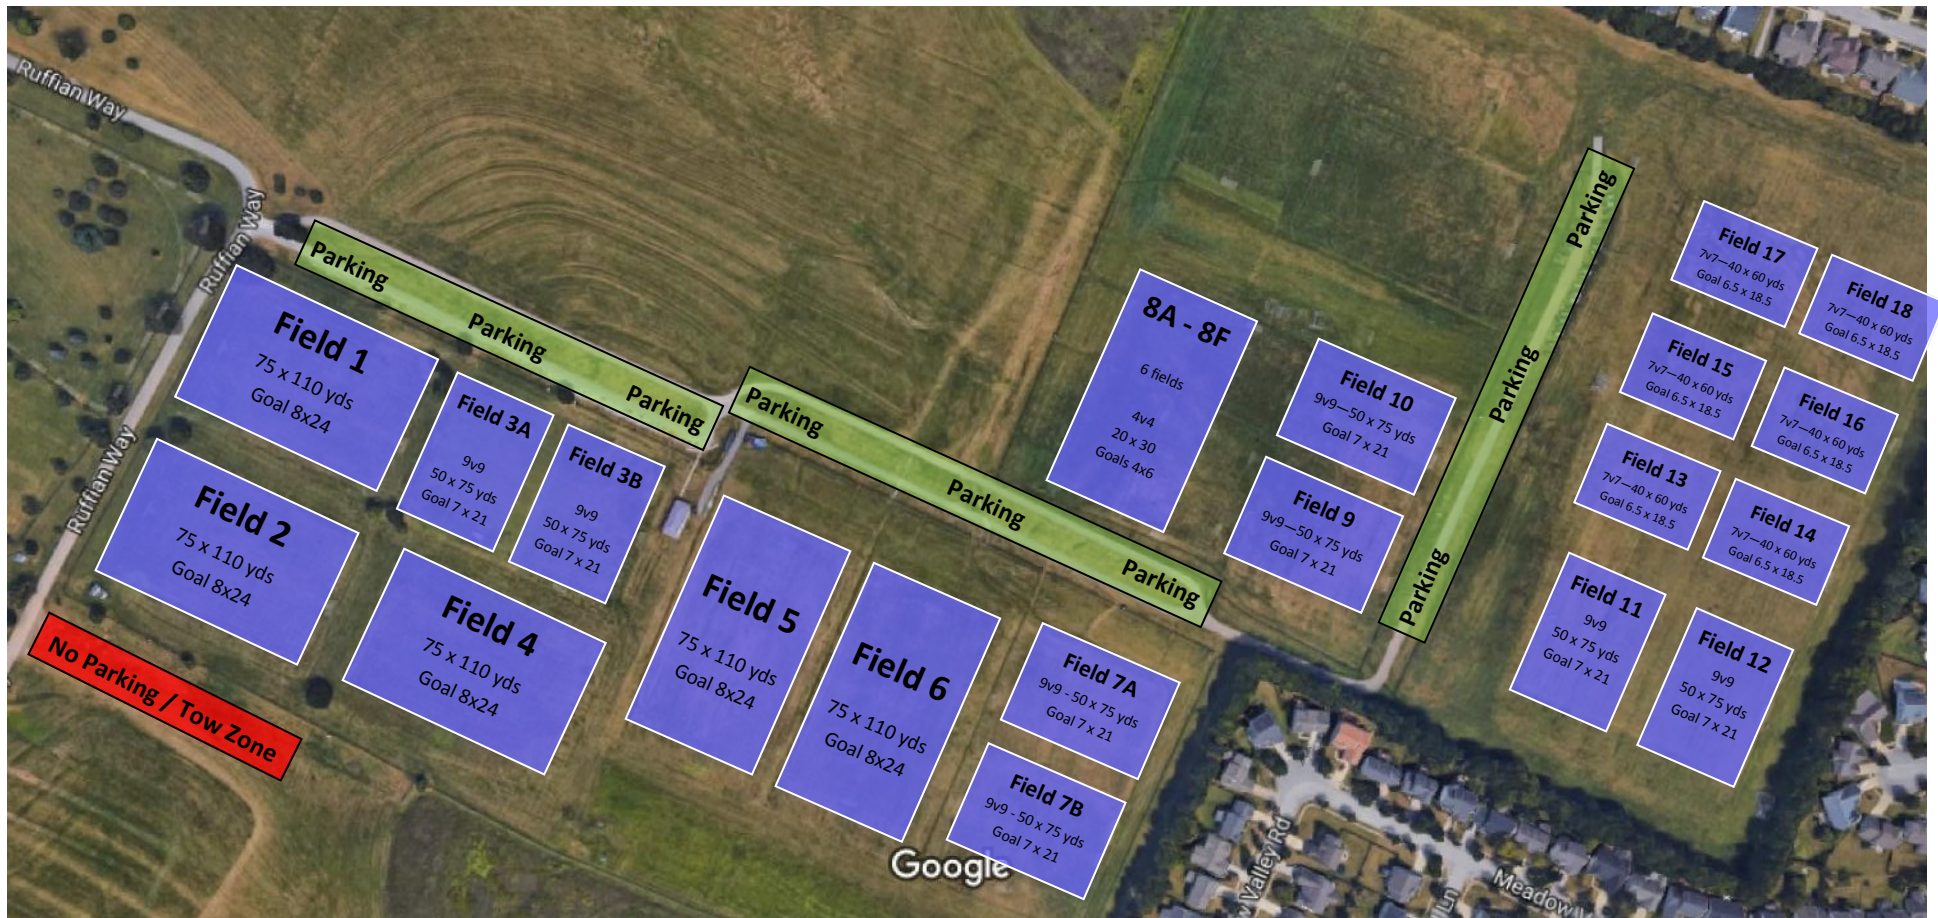 Ruffian Way
Ruffian Way
Ruffian Way
Parking
Parking
Parking
Parking
Parking
Parking
Parking
Parking
Parking
No Parking / Tow Zone
Field 1
75 x 110 yds
Goal 8x24
Field 2
75 x 110 yds
Goal 8x24
Field 3A
9v9
50 x 75 yds
Goal 7 x 21
Field 3B
9v9
50 x 75 yds
Goal 7 x 21
Field 4
75 x 110 yds
Goal 8x24
Field 5
75 x 110 yds
Goal 8x24
Field 6
75 x 110 yds
Goal 8x24
Field 7A
9v9 - 50 x 75 yds
Goal 7 x 21
Field 7B
9v9 - 50 x 75 yds
Goal 7 x 21
8A - 8F
6 fields
4v4
20 x 30
Goals 4x6
Field 10
9v9—50 x 75 yds
Goal 7 x 21
Field 9
9v9—50 x 75 yds
Goal 7 x 21
Field 17
7v7—40 x 60 yds
Goal 6.5 x 18.5
Field 18
7v7—40 x 60 yds
Goal 6.5 x 18.5
Field 15
7v7—40 x 60 yds
Goal 6.5 x 18.5
Field 16
7v7—40 x 60 yds
Goal 6.5 x 18.5
Field 13
7v7—40 x 60 yds
Goal 6.5 x 18.5
Field 14
7v7—40 x 60 yds
Goal 6.5 x 18.5
Field 11
9v9
50 x 75 yds
Goal 7 x 21
Field 12
9v9
50 x 75 yds
Goal 7 x 21
Google
w Valley Rd
Ln
Meadow